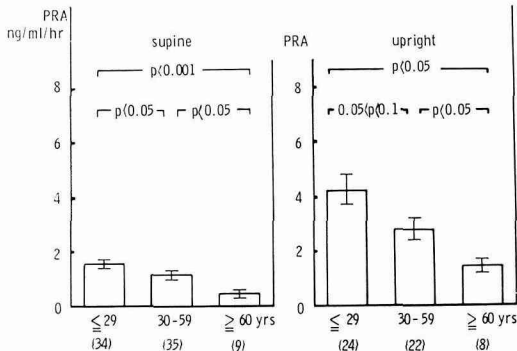 PRA
ng/ml/hr
supine
p⟨0.001
p⟨0.05 p⟨0.05
8
6
4
2
0
≦29 30-59 ≧60 yrs
(34) (35) (9)
PRA upright
p⟨0.05
0.05⟨p⟨0.1 p⟨0.05
8
6
4
2
0
≦29 30-59 ≧60 yrs
(24) (22) (8)